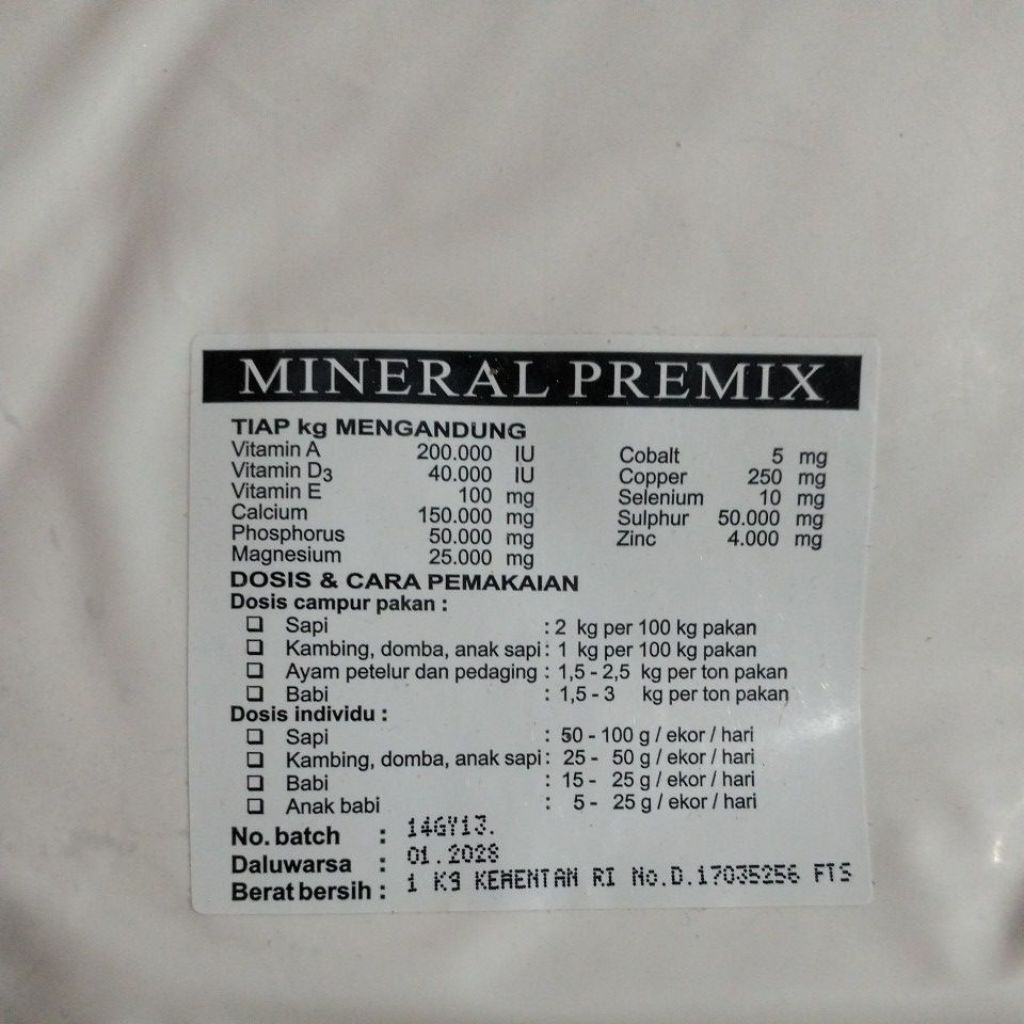 MINERAL PREMIX
TIAP kg MENGANDUNG
Vitamin A 200.000 IU
Vitamin D3 40.000 IU
Vitamin E 100 mg
Calcium 150.000 mg
Phosphorus 50.000 mg
Magnesium 25.000 mg
Cobalt 5 mg
Copper 250 mg
Selenium 10 mg
Sulphur 50.000 mg
Zinc 4.000 mg
DOSIS & CARA PEMAKAIAN
Dosis campur pakan :
❑ Sapi : 2 kg per 100 kg pakan
❑ Kambing, domba, anak sapi : 1 kg per 100 kg pakan
❑ Ayam petelur dan pedaging : 1,5 - 2,5 kg per ton pakan
❑ Babi : 1,5 - 3 kg per ton pakan
Dosis individu :
❑ Sapi : 50 - 100 g / ekor / hari
❑ Kambing, domba, anak sapi : 25 - 50 g / ekor / hari
❑ Babi : 15 - 25 g / ekor / hari
❑ Anak babi : 5 - 25 g / ekor / hari
No. batch : 14GY13.
Daluwarsa : 01.2028
Berat bersih : 1 Kg KEMENTAN RI No.D.17035256 FTS